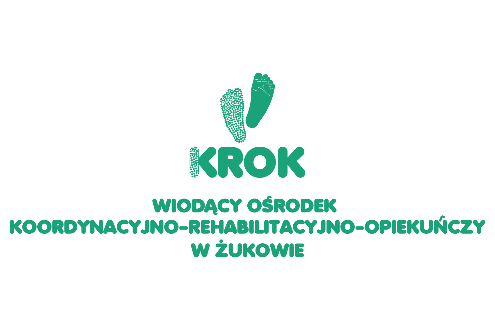 KROK
WIODĄCY OŚRODEK
KOORDYNACYJNO-REHABILITACYJNO-OPIEKUŃCZY
W ŻUKOWIE